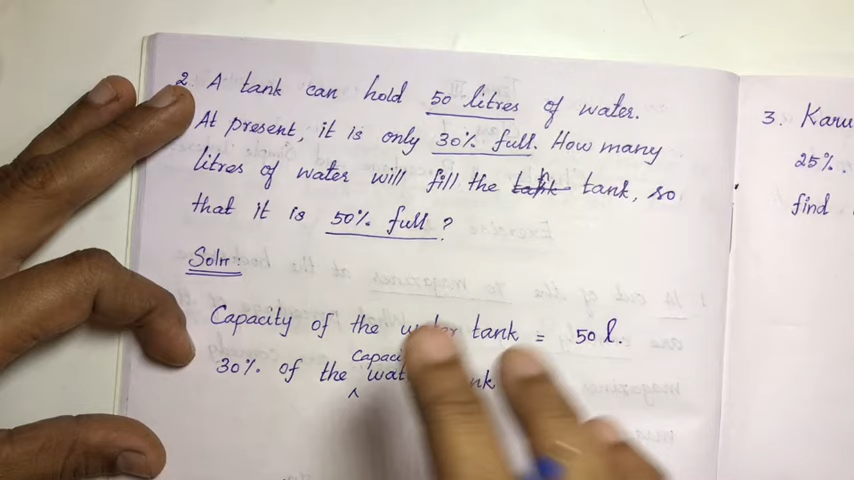 2. A tank can hold 50 litres of water.
At present, it is only 30% full. How many
litres of water will fill the tank, so
that it is 50% full?
Soln:
Capacity of the water tank = 50 l.
30% of the
3. Karu
25%.
find